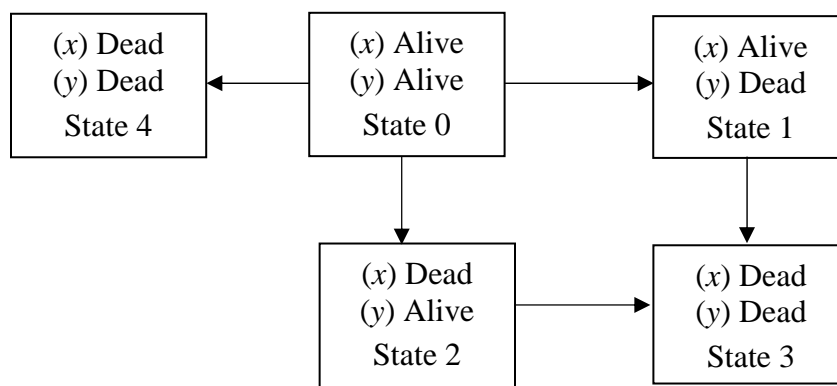 (x) Dead
(y) Dead
State 4
(x) Alive
(y) Alive
State 0
(x) Alive
(y) Dead
State 1
(x) Dead
(y) Alive
State 2
(x) Dead
(y) Dead
State 3